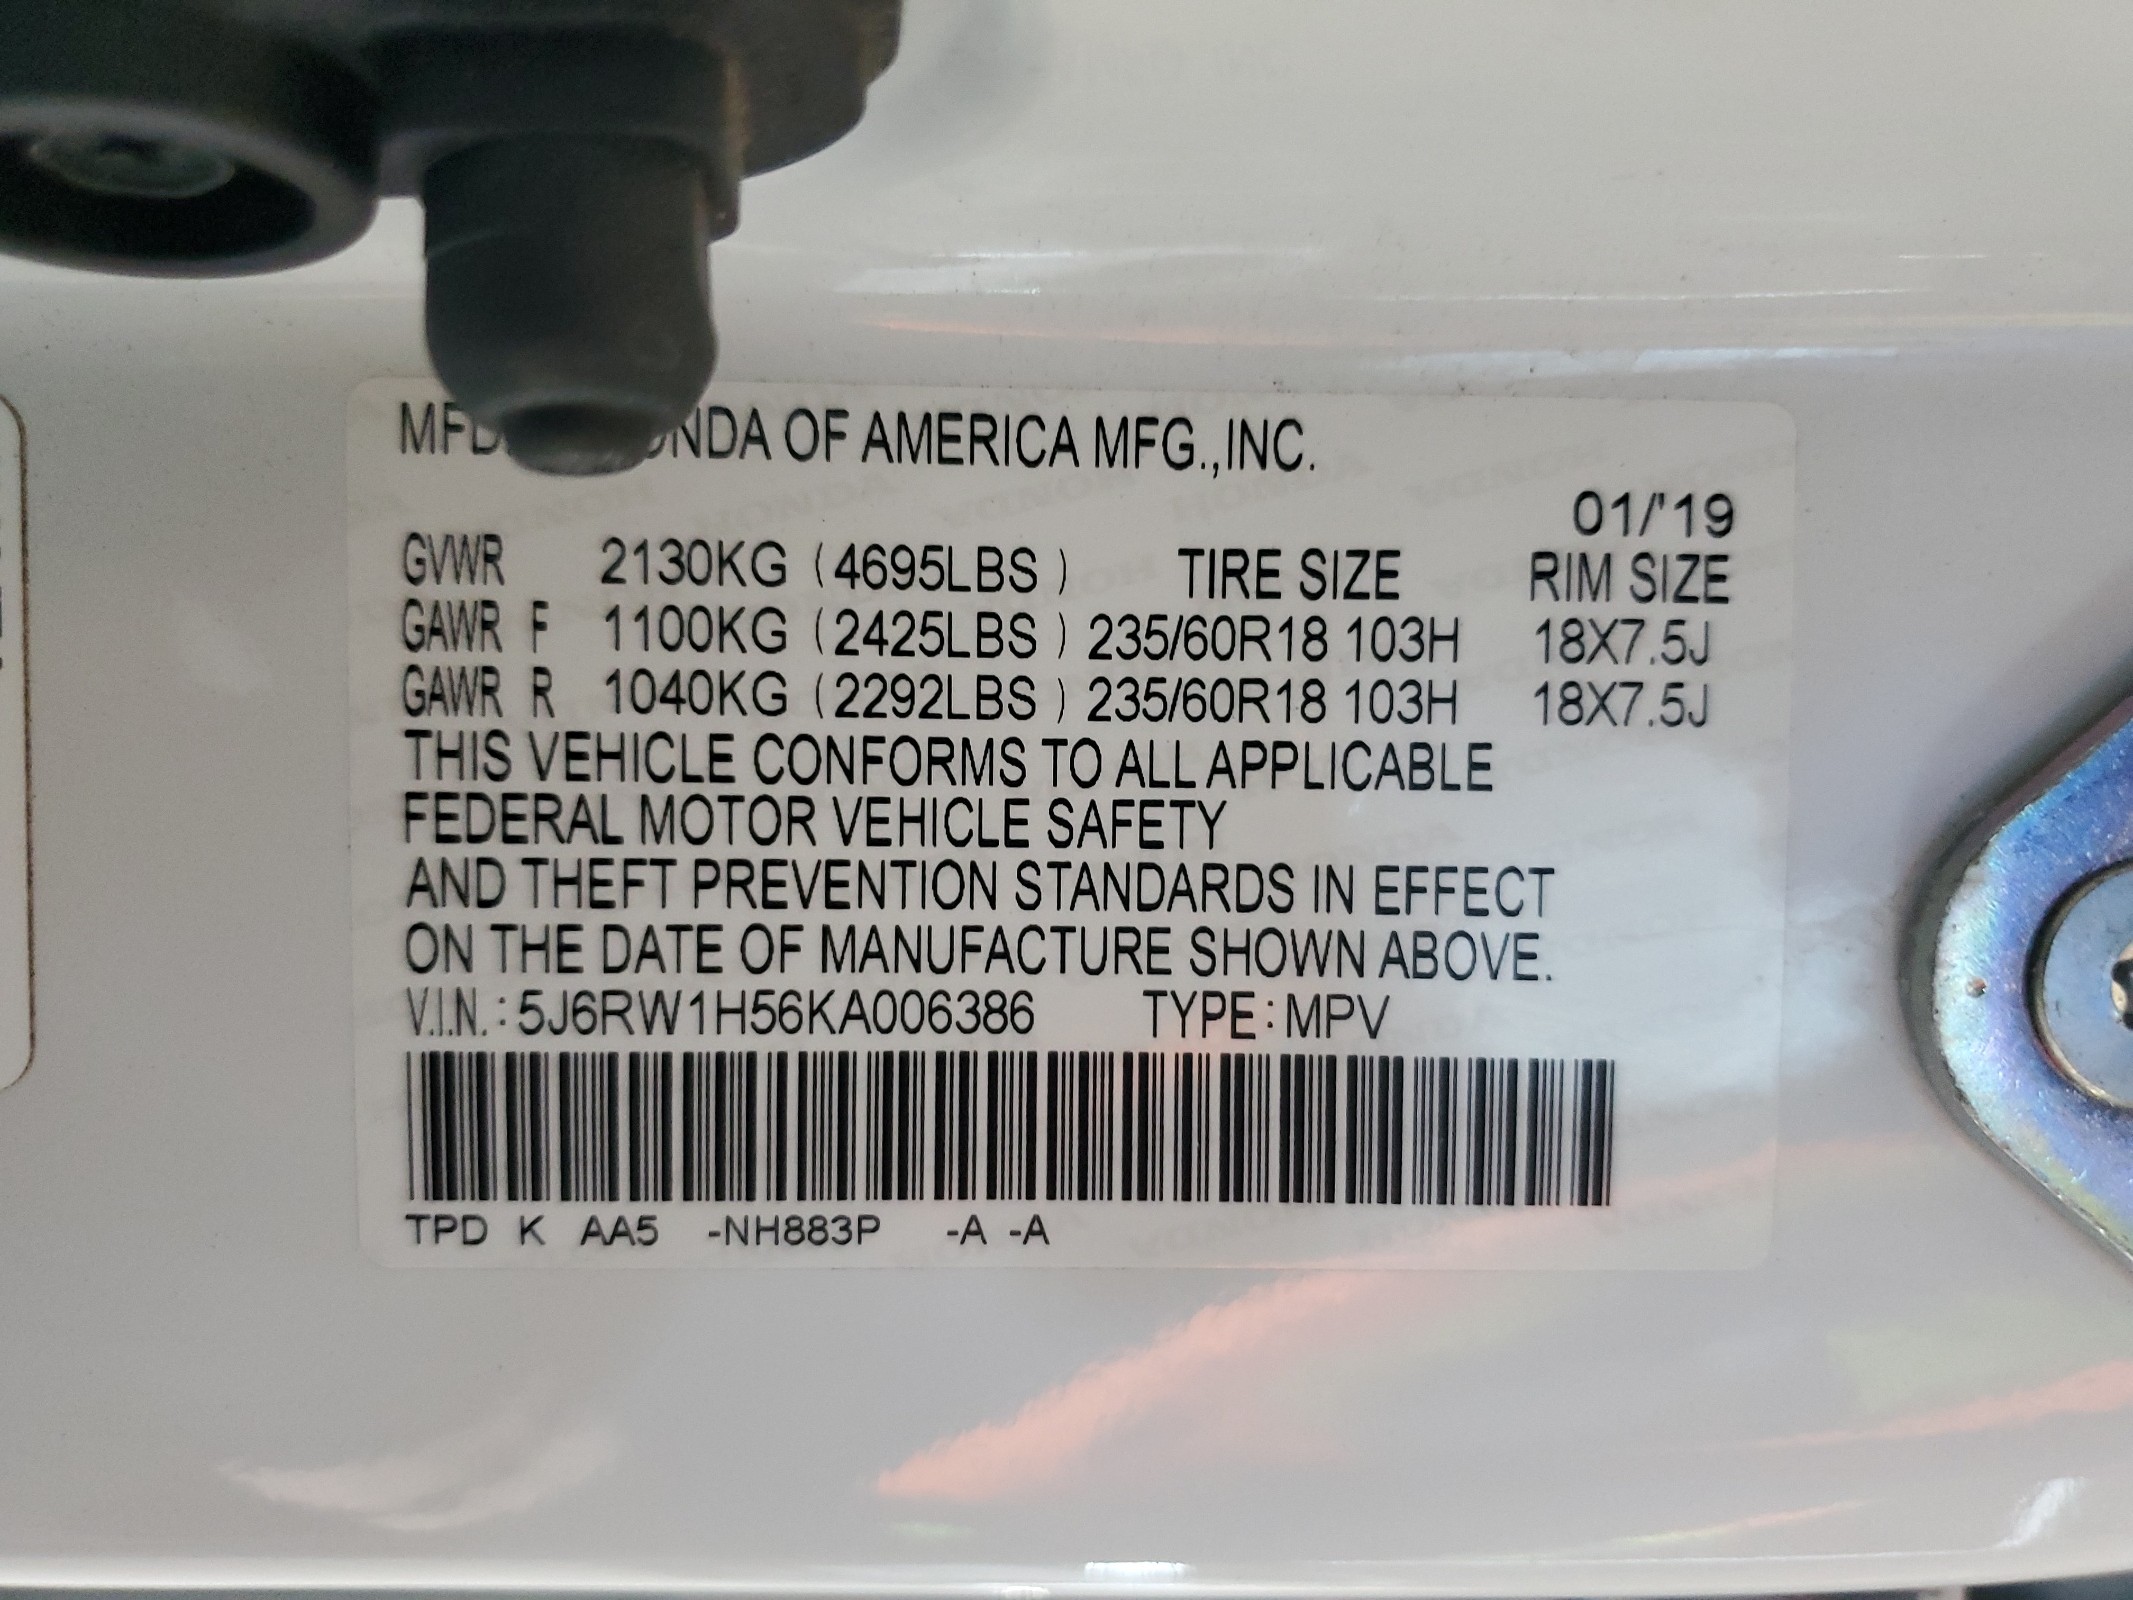 OF AMERICA MFG.,INC.
01/'19
GVWR 2130KG (4695LBS) TIRE SIZE RIM SIZE
GAWR F 1100KG (2425LBS) 235/60R18 103H 18X7.5J
GAWR R 1040KG (2292LBS) 235/60R18 103H 18X7.5J
THIS VEHICLE CONFORMS TO ALL APPLICABLE
FEDERAL MOTOR VEHICLE SAFETY
AND THEFT PREVENTION STANDARDS IN EFFECT
ON THE DATE OF MANUFACTURE SHOWN ABOVE.
V.I.N.: 5J6RW1H56KA006386 TYPE: MPV
TPD K AA5 -NH883P -A -A